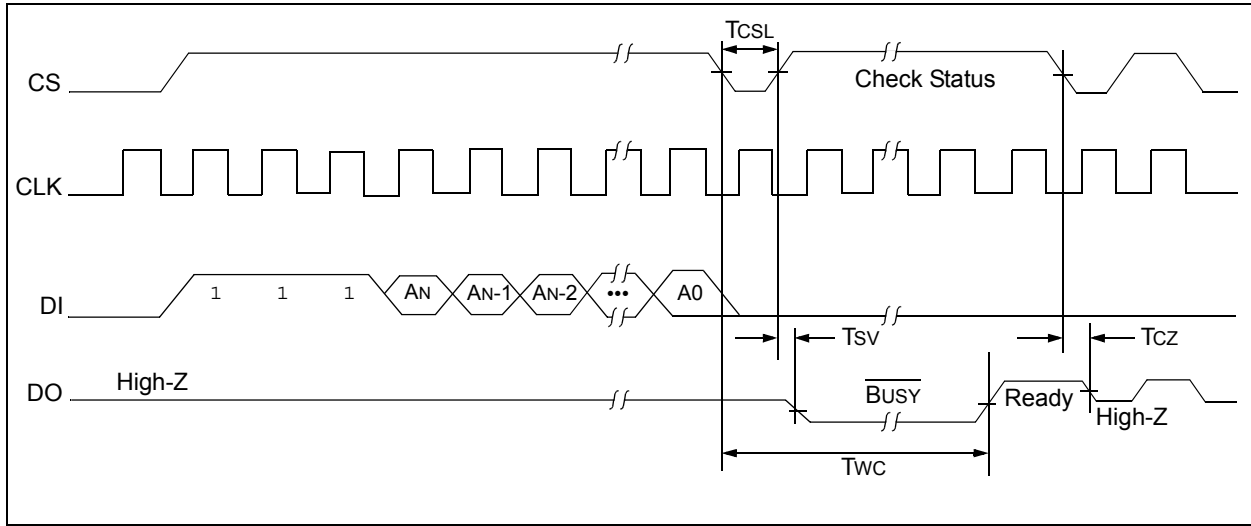 TCSL
CS
Check Status
CLK
DI
1 1 1 AN AN-1 AN-2 ••• A0
TSV
TCZ
DO
High-Z
BUSY
Ready
High-Z
TWC